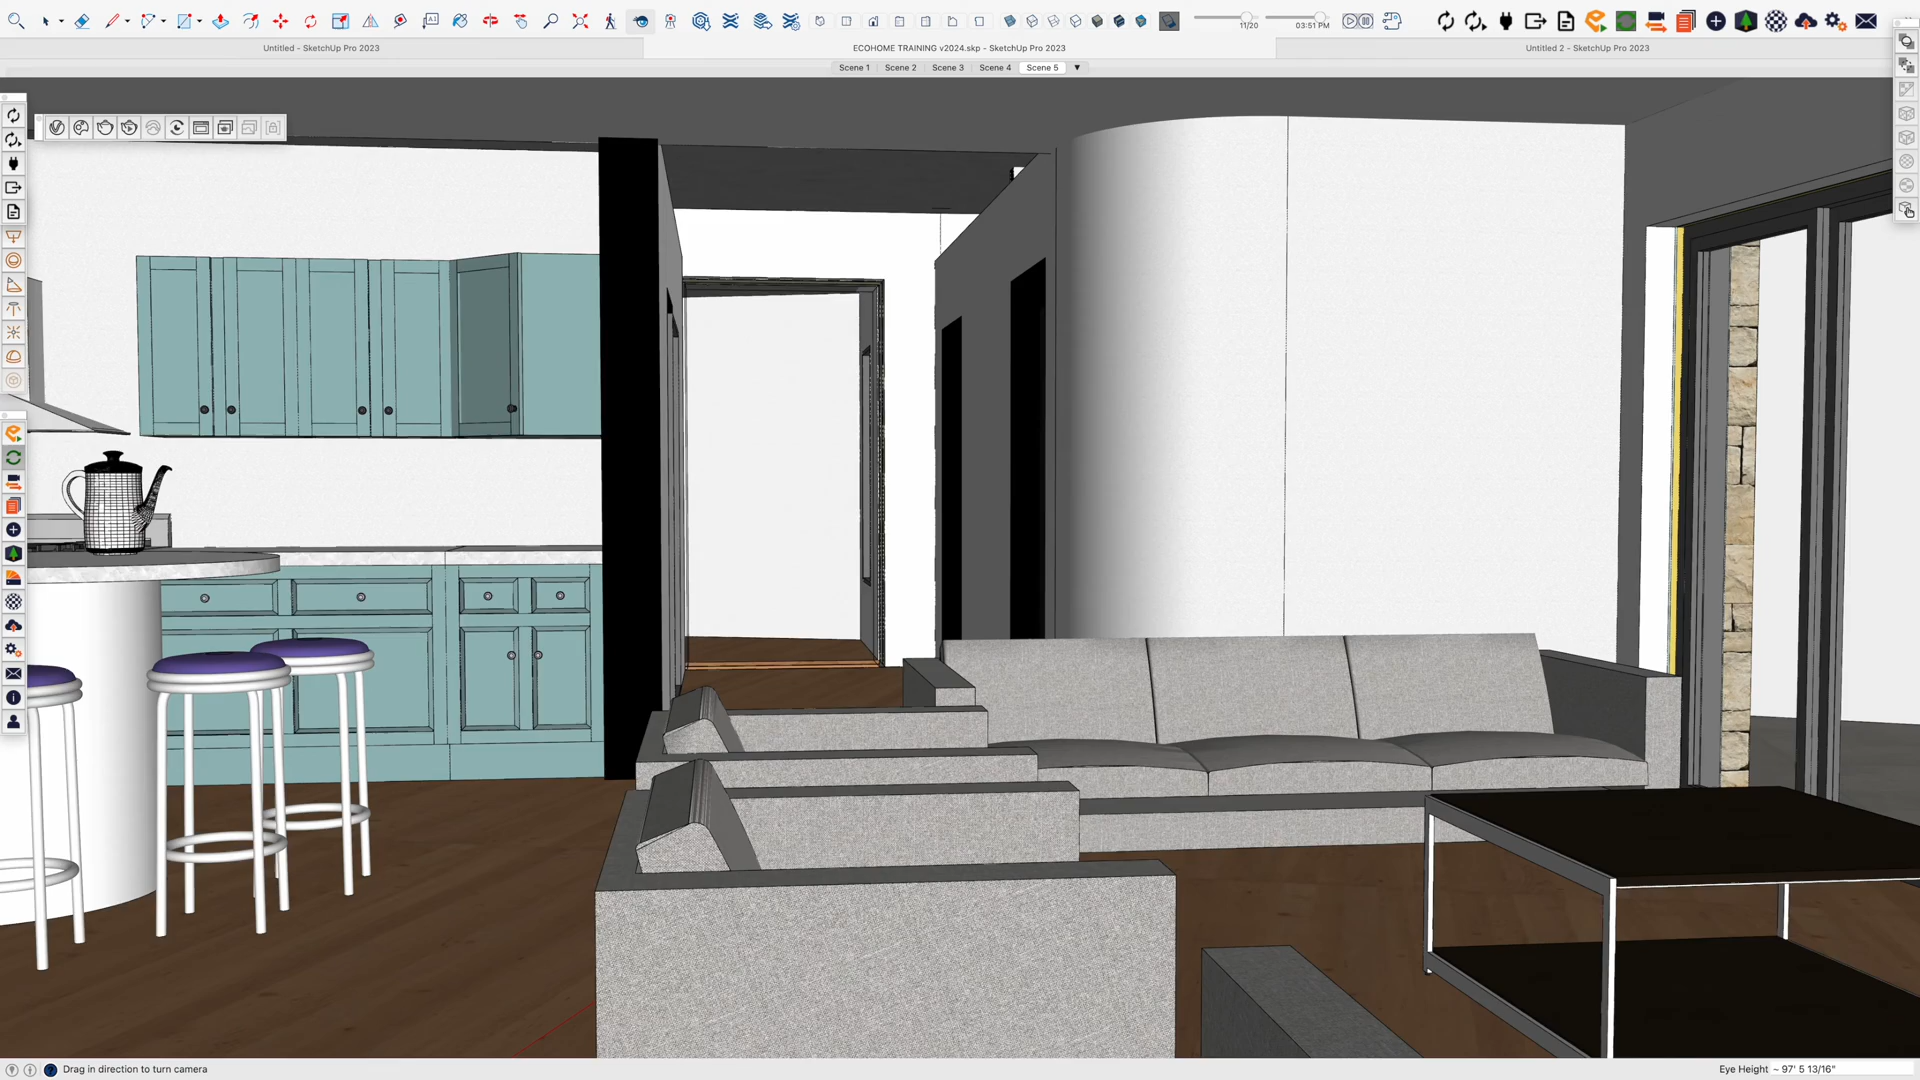 11/20
03:51 PM
Untitled - SketchUp Pro 2023
ECOHOME TRAINING v2024.skp - SketchUp Pro 2023
Untitled 2 - SketchUp Pro 2023
Scene 1
Scene 2
Scene 3
Scene 4
Scene 5
Drag in direction to turn camera
Eye Height ~ 97' 5 13/16"